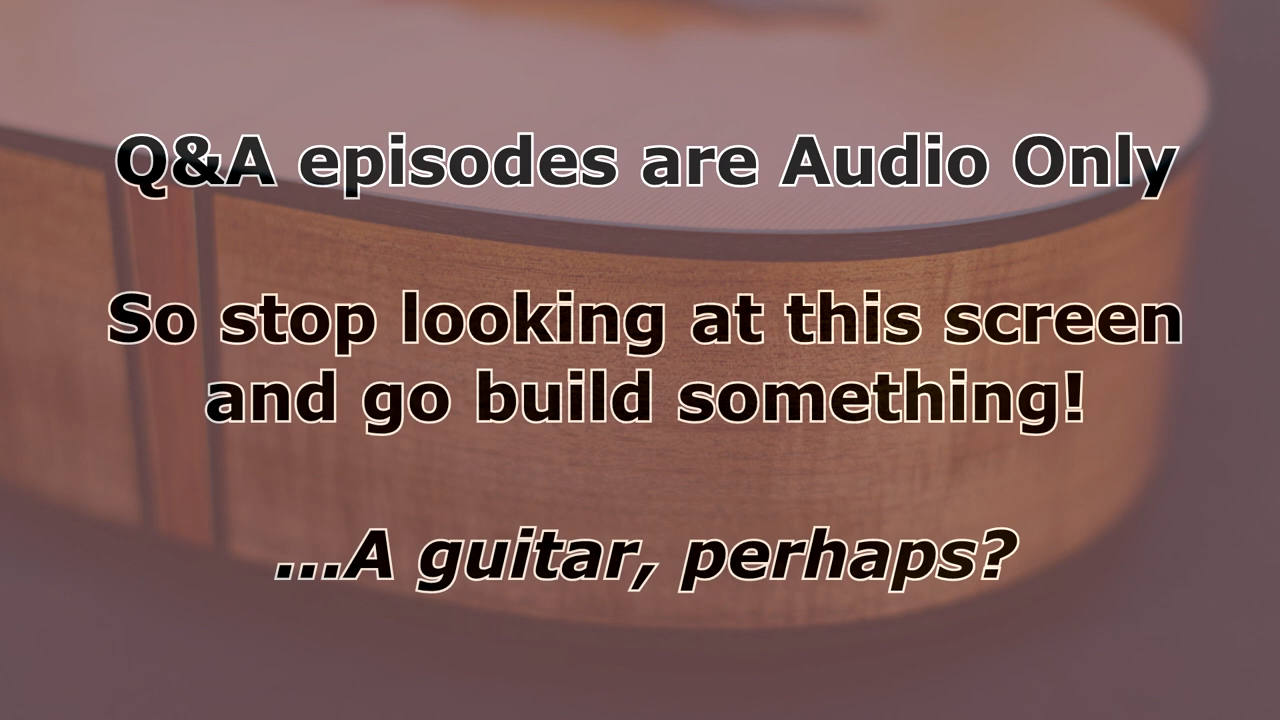 Q&A episodes are Audio Only
So stop looking at this screen
and go build something!
...A guitar, perhaps?